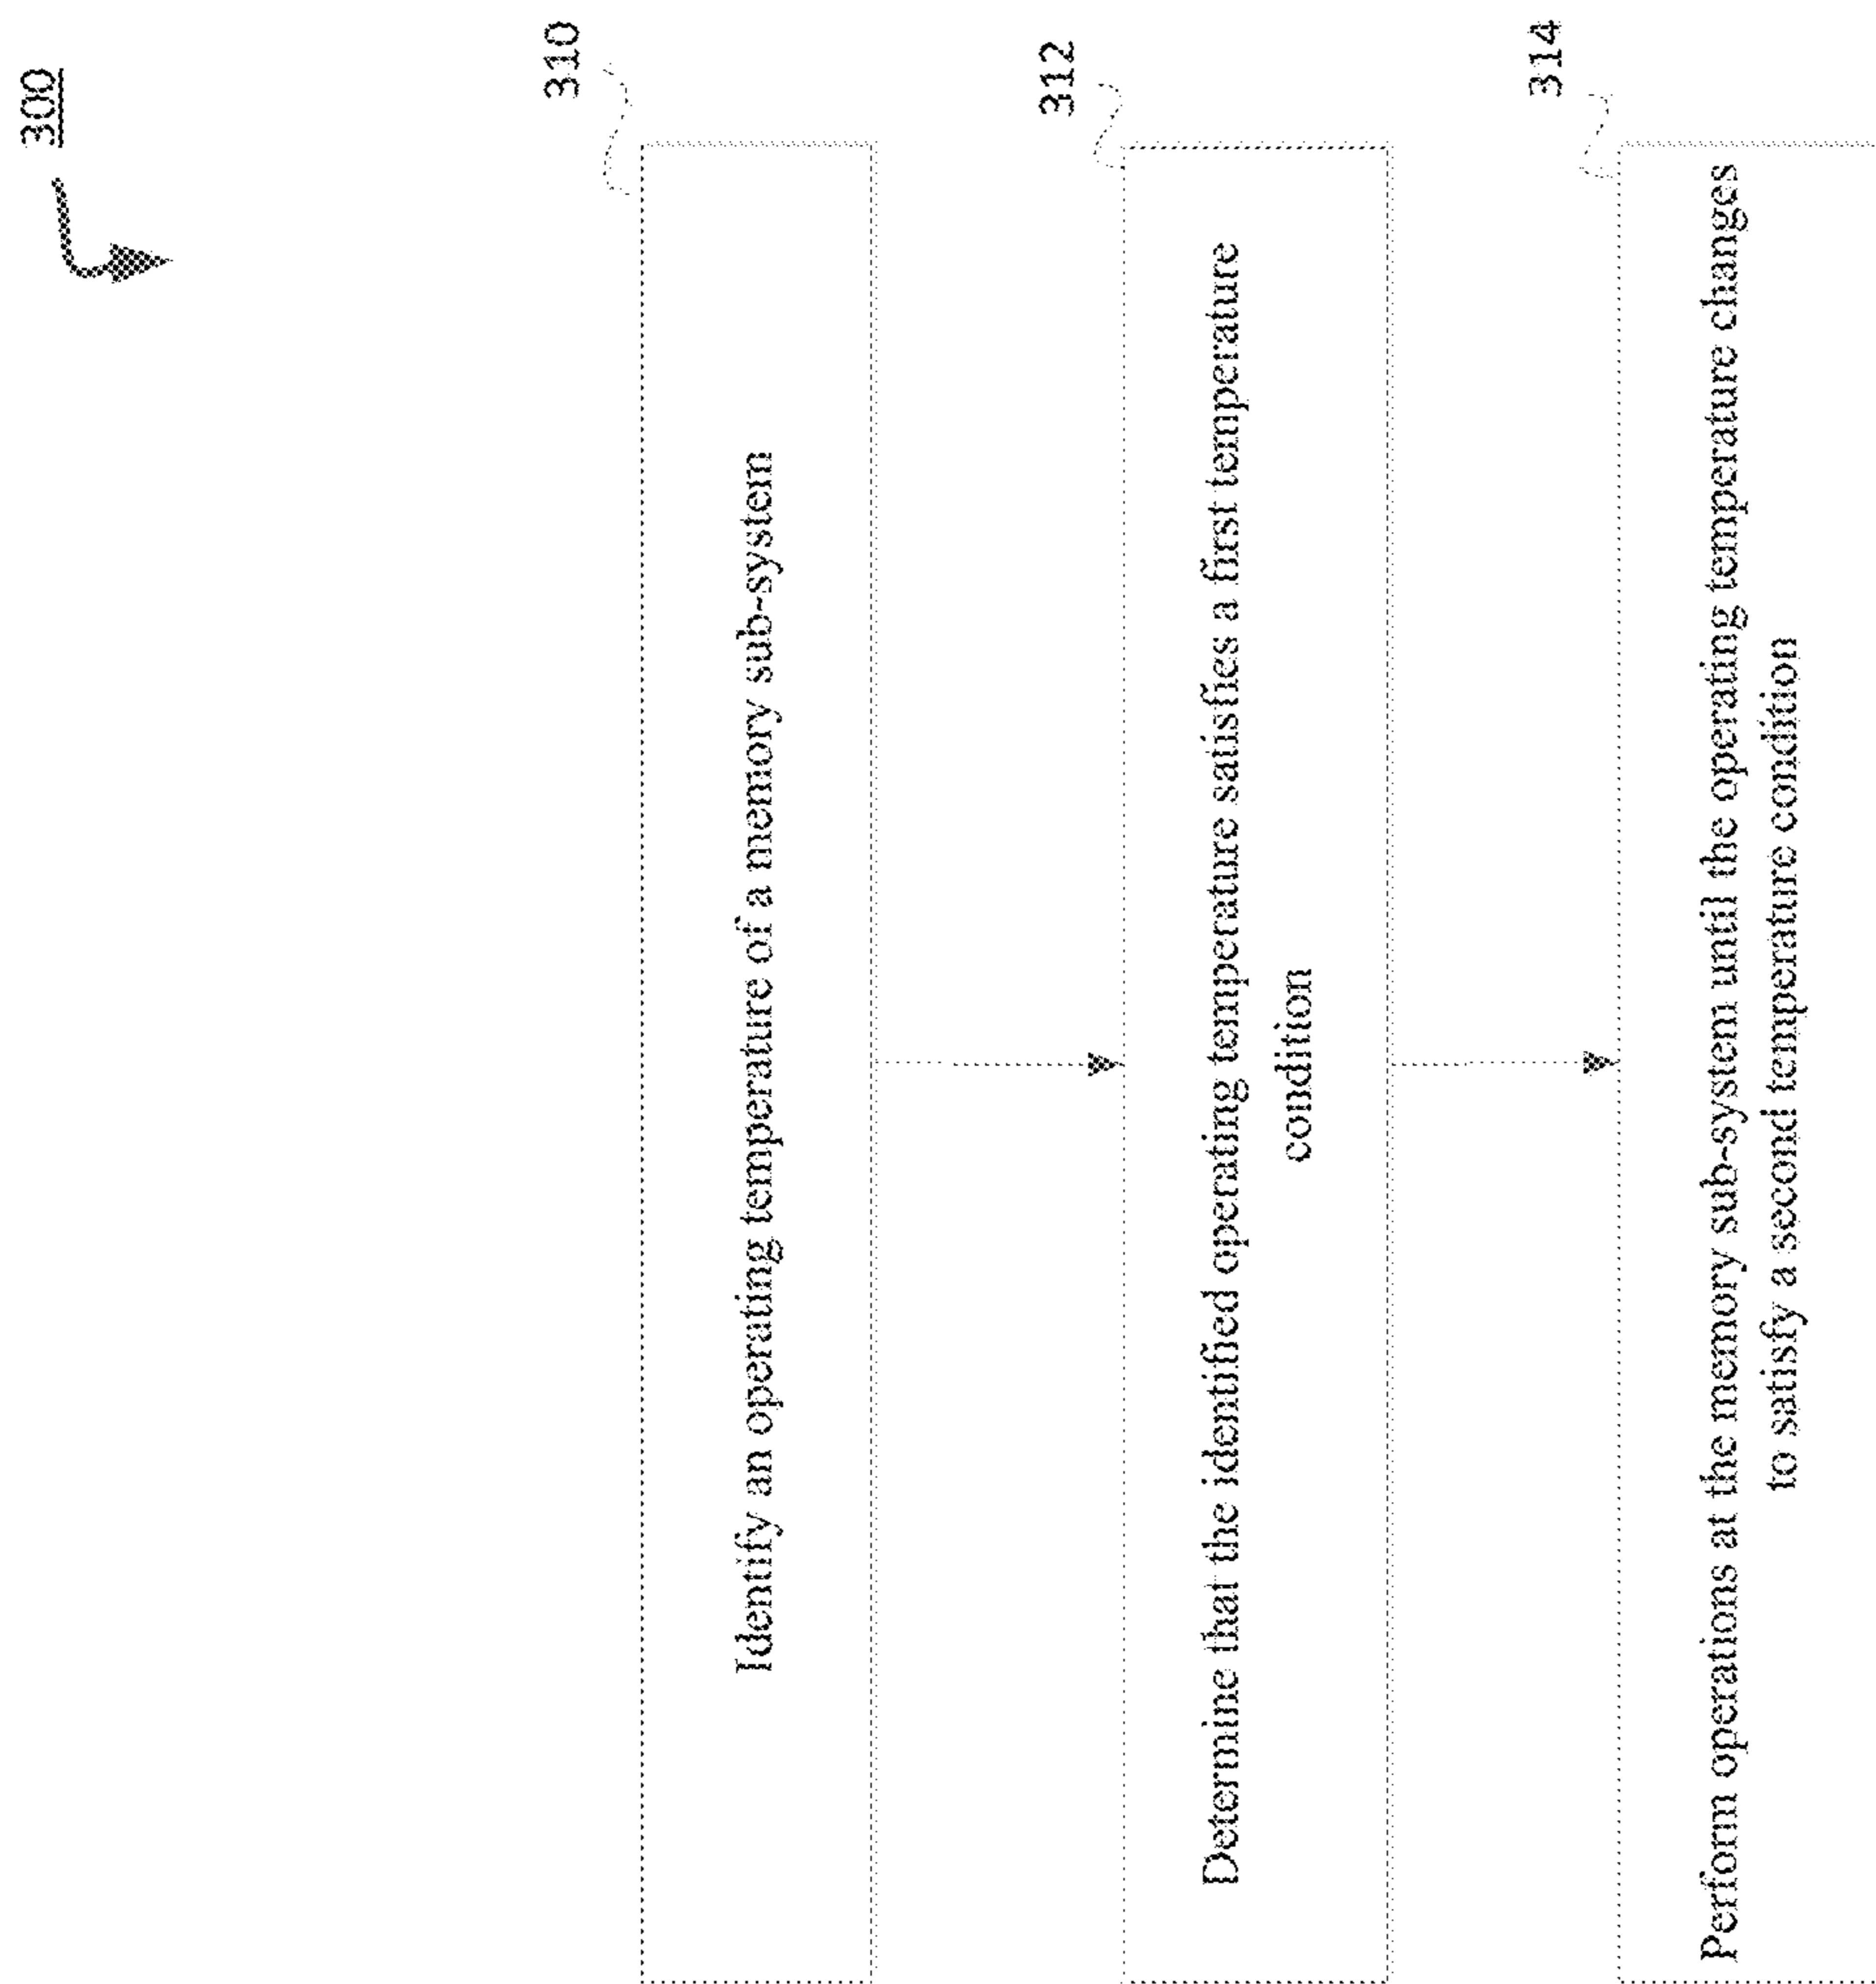 300
310
Identify an operating temperature of a memory sub-system
312
Determine that the identified operating temperature satisfies a first temperature
condition
314
Perform operations at the memory sub-system until the operating temperature changes
to satisfy a second temperature condition